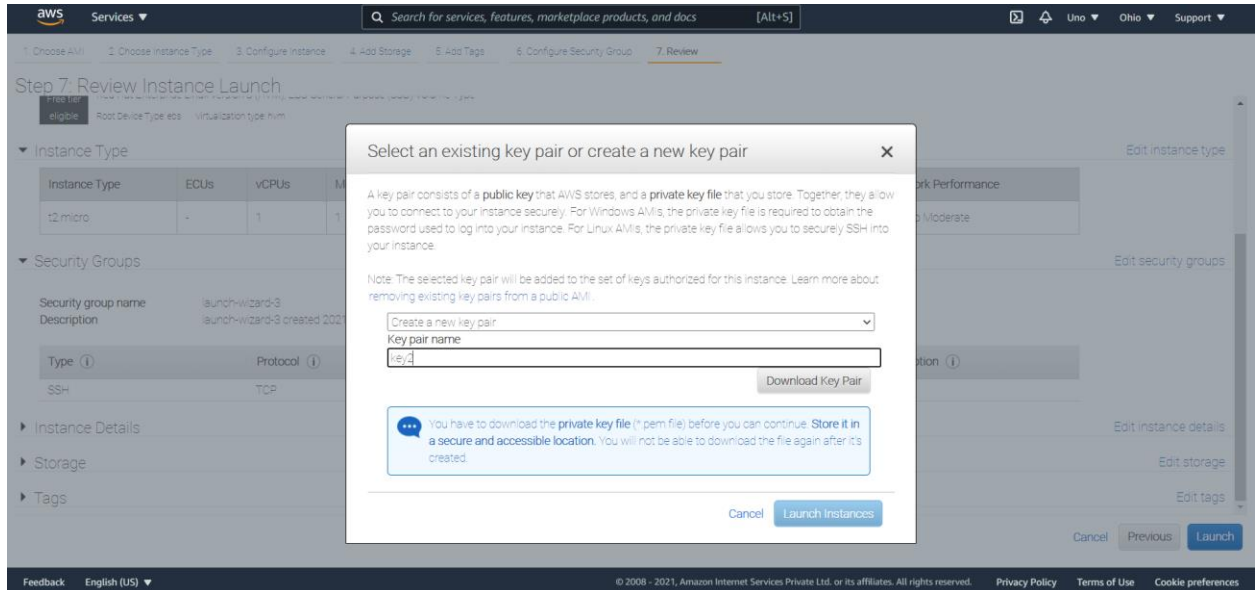 aws Services ▼ Search for services, features, marketplace products, and docs [Alt+S] Uno ▼ Ohio ▼ Support ▼
1. Choose AMI 2. Choose Instance Type 3. Configure Instance 4. Add Storage 5. Add Tags 6. Configure Security Group 7. Review
Step 7: Review Instance Launch
Free tier
eligible Root Device Type: ebs Virtualization type: hvm
Select an existing key pair or create a new key pair
Instance Type Edit instance type
Instance Type ECUs vCPUs ork Performance
t2.micro - 1 1 Moderate
A key pair consists of a public key that AWS stores, and a private key file that you store. Together, they allow
you to connect to your instance securely. For Windows AMIs, the private key file is required to obtain the
password used to log into your instance. For Linux AMIs, the private key file allows you to securely SSH into
your instance.
Note: The selected key pair will be added to the set of keys authorized for this instance. Learn more about
removing existing key pairs from a public AMI.
Create a new key pair
Key pair name
key2
Download Key Pair
You have to download the private key file (*.pem file) before you can continue. Store it in
a secure and accessible location. You will not be able to download the file again after it's
created.
Cancel Launch Instances
Security Groups Edit security groups
Security group name launch-wizard-3
Description launch-wizard-3 created 2021
Type Protocol ption
SSH TCP
Instance Details Edit instance details
Storage Edit storage
Tags Edit tags
Cancel Previous Launch
Feedback English (US) ▼ © 2008 - 2021, Amazon Internet Services Private Ltd. or its affiliates. All rights reserved. Privacy Policy Terms of Use Cookie preferences